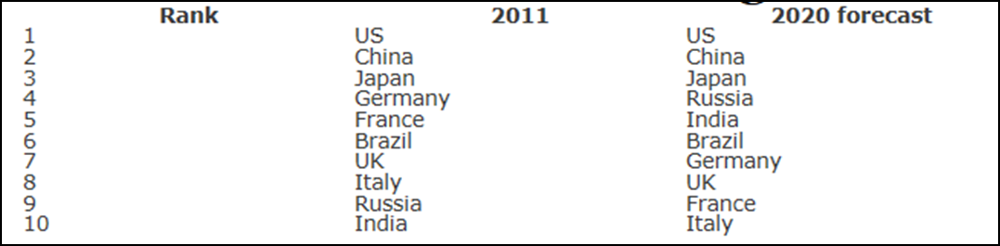 Rank 2011 2020 forecast
1 US US
2 China China
3 Japan Japan
4 Germany Russia
5 France India
6 Brazil Brazil
7 UK Germany
8 Italy UK
9 Russia France
10 India Italy